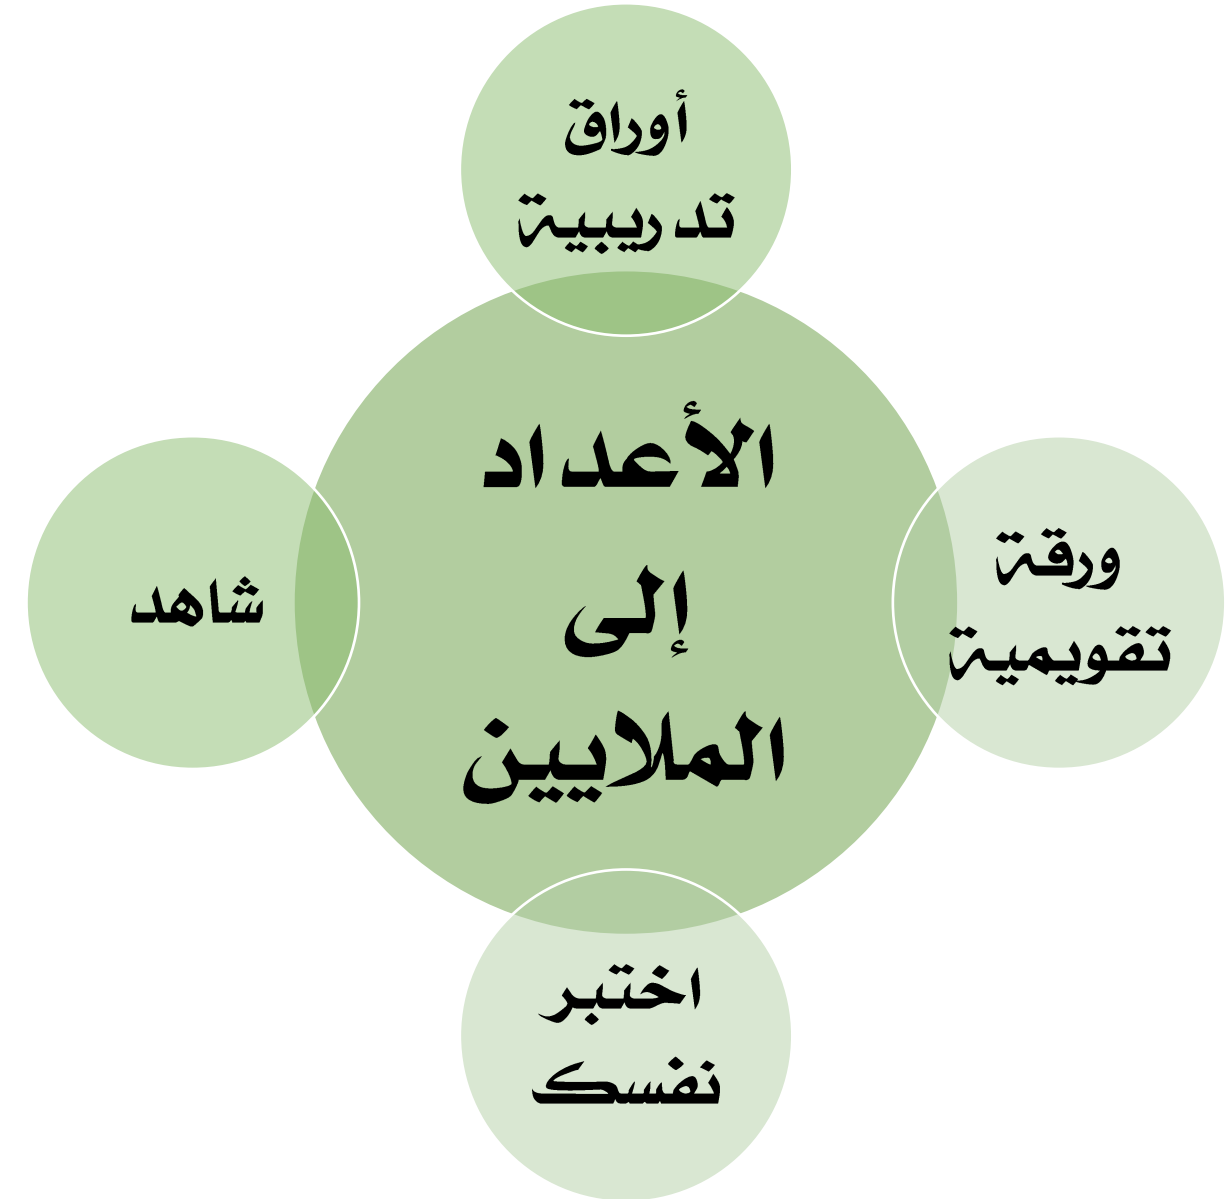 أوراق
تدريبية
الأعداد
إلى
الملايين
ورقة
تقويمية
شاهد
اختبر
نفسك